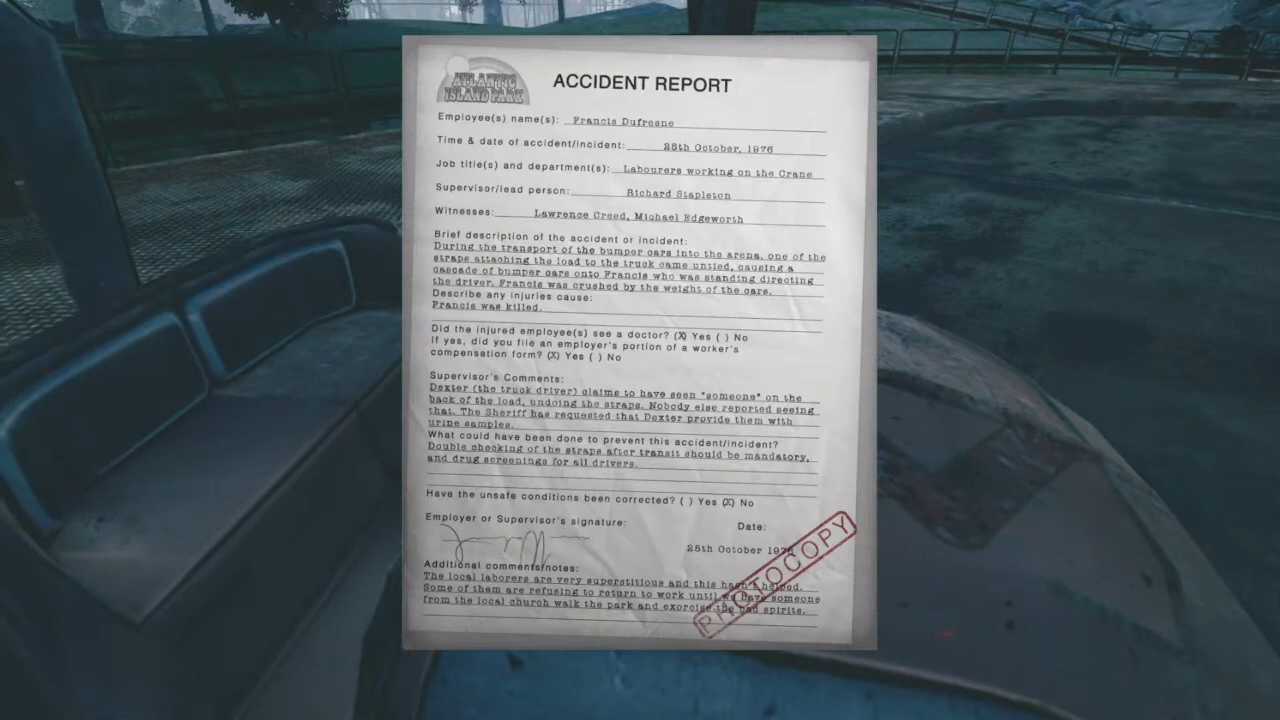 ATLANTIC
ISLAND PARK
ACCIDENT REPORT
Employee(s) name(s): Francis Dufresne
Time & date of accident/incident: 25th October, 1976
Job title(s) and department(s): Labourers working on the Crane
Supervisor/lead person: Richard Stapleton
Witnesses: Lawrence Creed, Michael Edgeworth
Brief description of the accident or incident:
During the transport of the bumper cars into the arena, one of the
straps attaching the load to the truck came untied, causing a
cascade of bumper cars onto Francis who was standing directing
the driver. Francis was crushed by the weight of the cars.
Describe any injuries cause:
Francis was killed.
Did the injured employee(s) see a doctor? (X) Yes ( ) No
If yes, did you file an employer's portion of a worker's
compensation form? (X) Yes ( ) No
Supervisor's Comments:
Dexter (the truck driver) claims to have seen "someone" on the
back of the load, undoing the straps. Nobody else reported seeing
that. The Sheriff has requested that Dexter provide them with
urine samples.
What could have been done to prevent this accident/incident?
Double checking of the straps after transit should be mandatory,
and drug screenings for all drivers.
Have the unsafe conditions been corrected? ( ) Yes (X) No
Employer or Supervisor's signature:
Date:
25th October 1976
Additional comments/notes:
The local laborers are very superstitious and this hasn't helped.
Some of them are refusing to return to work until we have someone
from the local church walk the park and exorcise the bad spirits.
PHOTOCOPY